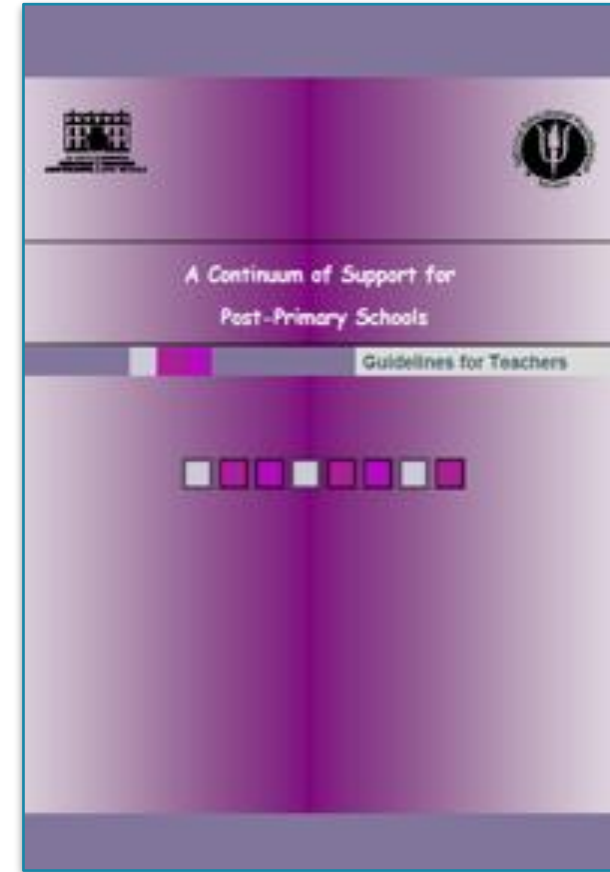 A Continuum of Support for
Post-Primary Schools
Guidelines for Teachers